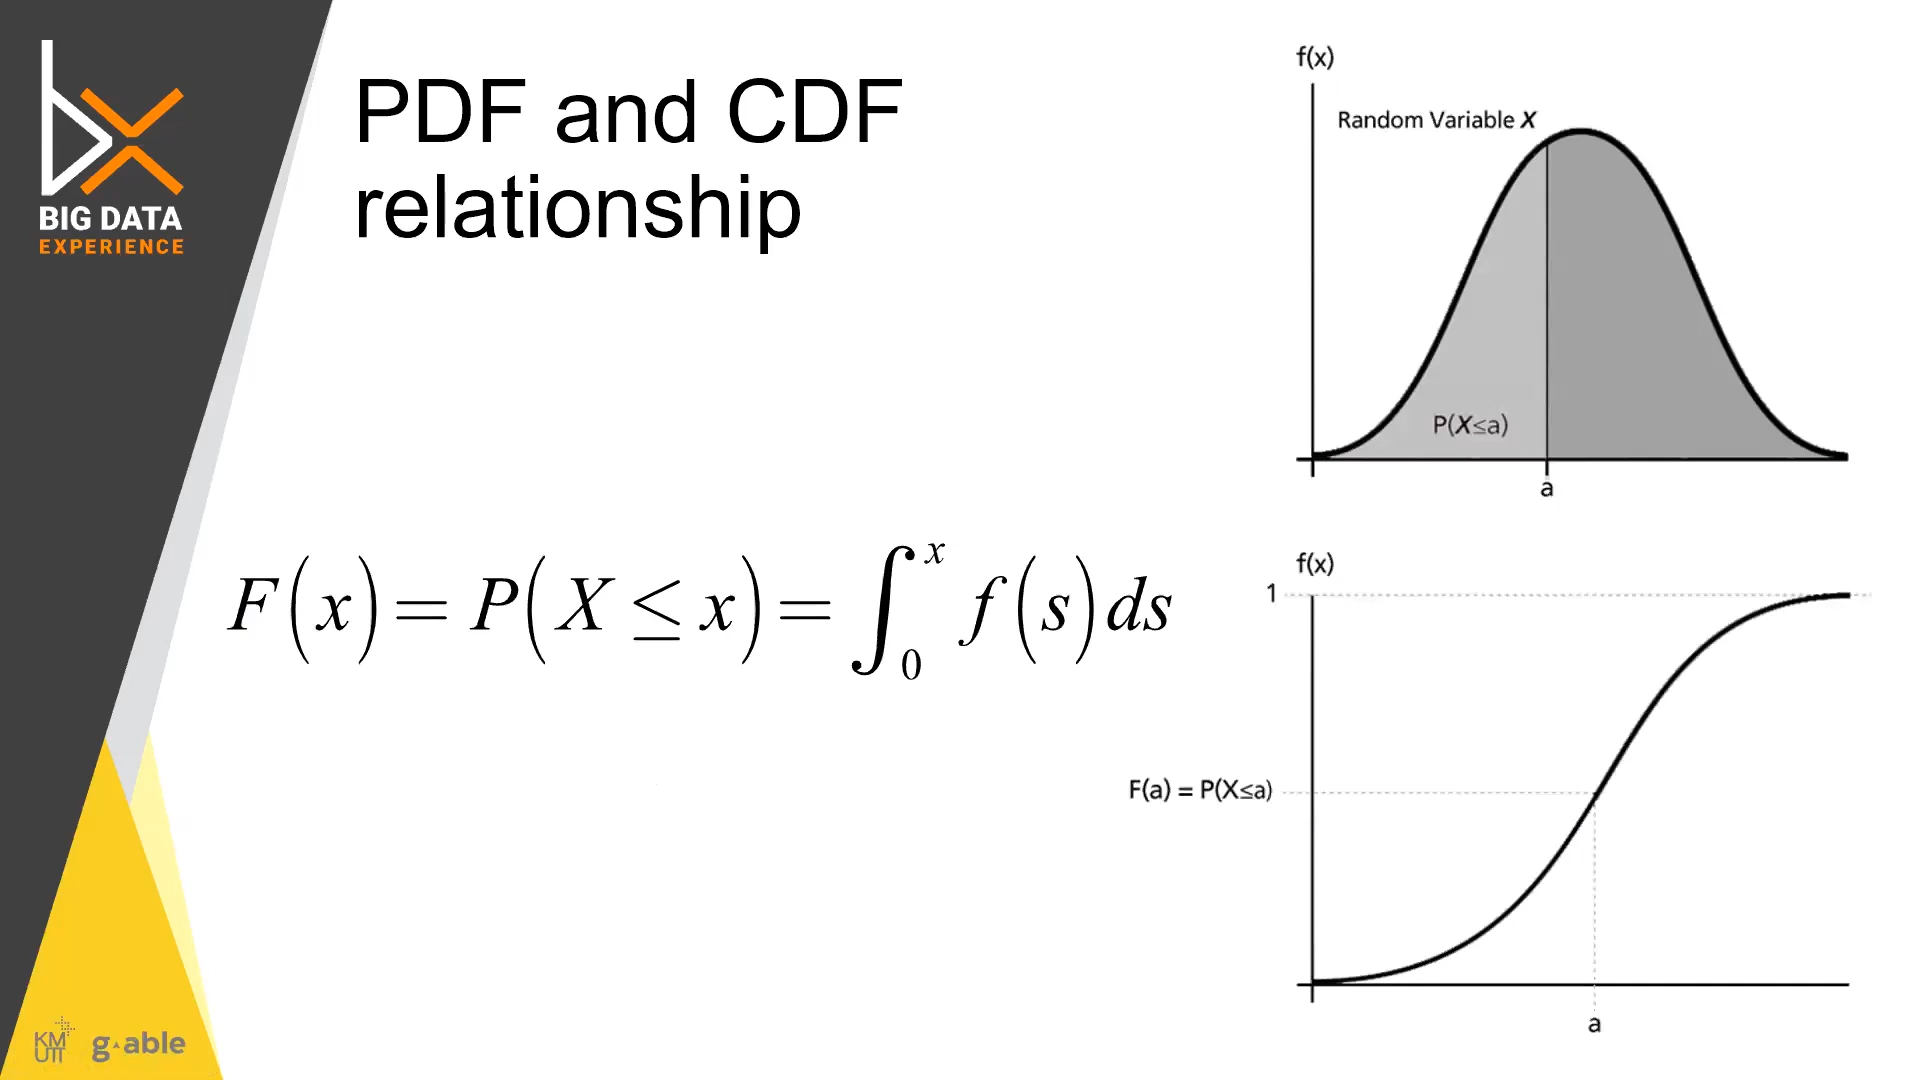 BIG DATA
EXPERIENCE
PDF and CDF
relationship
F(x) = P(X ≤ x) = ∫₀ˣ f(s)ds
f(x)
Random Variable X
P(X≤a)
a
f(x)
1
F(a) = P(X≤a)
a
KM
UTT
g·able